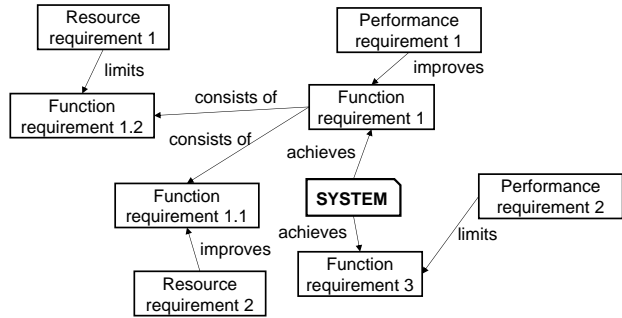 Resource
requirement 1
Performance
requirement 1
limits
improves
Function
requirement 1.2
consists of
Function
requirement 1
consists of
achieves
Function
requirement 1.1
SYSTEM
Performance
requirement 2
achieves
limits
improves
Function
requirement 3
Resource
requirement 2